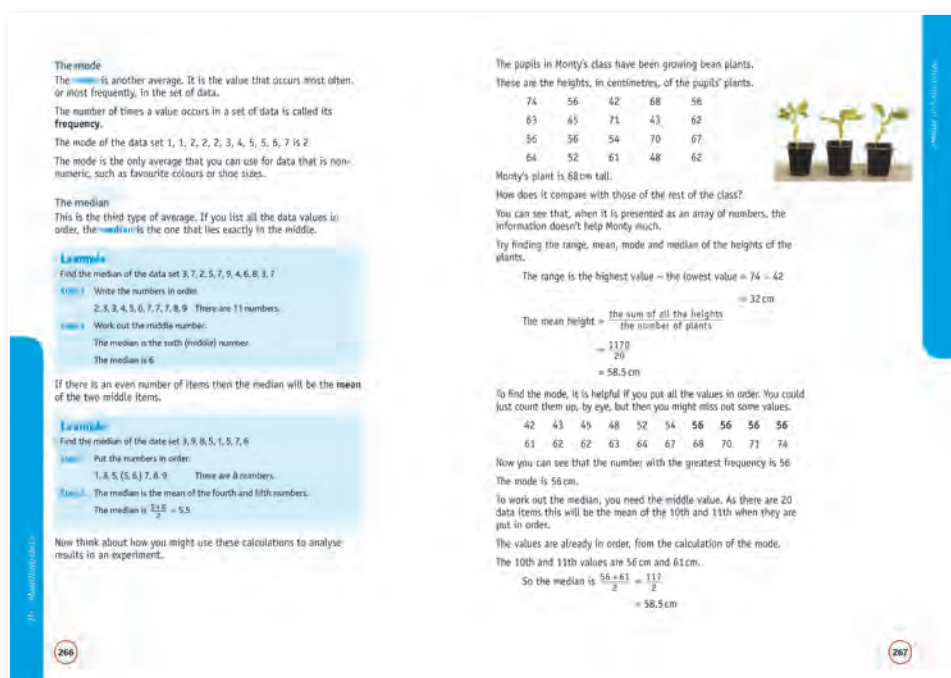 The mode
The is another average. It is the value that occurs most often,
or most frequently, in the set of data.
The number of times a value occurs in a set of data is called its
frequency.
The mode of the data set 1, 1, 2, 2, 2, 3, 4, 5, 5, 6, 7 is 2
The mode is the only average that you can use for data that is non-
numeric, such as favourite colours or shoe sizes.
The median
This is the third type of average. If you list all the data values in
order, the median is the one that lies exactly in the middle.
Example
Find the median of the data set 3, 7, 2, 5, 7, 9, 4, 6, 8, 3, 7
Write the numbers in order.
2, 3, 3, 4, 5, 6, 7, 7, 7, 8, 9 There are 11 numbers.
Work out the middle number.
The median is the sixth (middle) number.
The median is 6
If there is an even number of items then the median will be the mean
of the two middle items.
Example
Find the median of the date set 3, 9, 8, 5, 1, 5, 7, 6
Put the numbers in order.
1, 3, 5, (5, 6,) 7, 8, 9 There are 8 numbers.
The median is the mean of the fourth and fifth numbers.
The median is 5+6/2 = 5.5
Now think about how you might use these calculations to analyse
results in an experiment.
266
The pupils in Monty's class have been growing bean plants.
These are the heights, in centimetres, of the pupils' plants.
74 56 42 68 56
63 45 71 43 62
56 56 54 70 67
64 52 61 48 62
Monty's plant is 68 cm tall.
How does it compare with those of the rest of the class?
You can see that, when it is presented as an array of numbers, the
information doesn't help Monty much.
Try finding the range, mean, mode and median of the heights of the
plants.
The range is the highest value – the lowest value = 74 – 42
= 32 cm
The mean height = the sum of all the heights / the number of plants
= 1170/20
= 58.5 cm
To find the mode, it is helpful if you put all the values in order. You could
just count them up, by eye, but then you might miss out some values.
42 43 45 48 52 54 56 56 56 56
61 62 62 63 64 67 68 70 71 74
Now you can see that the number with the greatest frequency is 56
The mode is 56 cm.
To work out the median, you need the middle value. As there are 20
data items this will be the mean of the 10th and 11th when they are
put in order.
The values are already in order, from the calculation of the mode.
The 10th and 11th values are 56 cm and 61 cm.
So the median is 56+61/2 = 117/2
= 58.5 cm
267